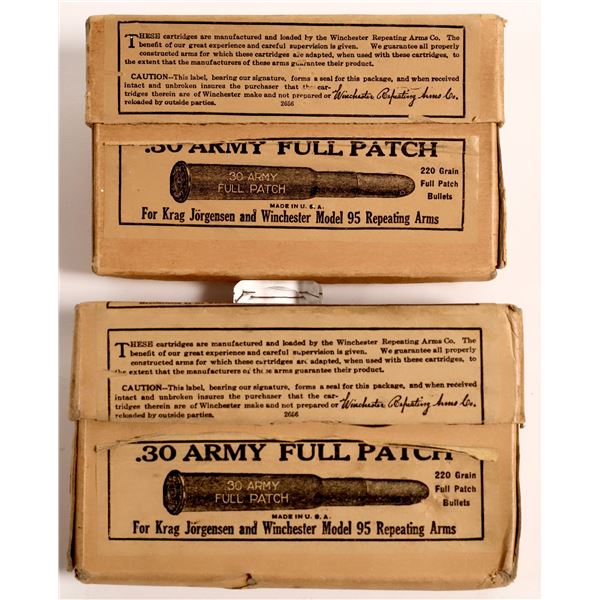 THESE cartridges are manufactured and loaded by the Winchester Repeating Arms Co. The
benefit of our great experience and careful supervision is given. We guarantee all properly
constructed arms for which these cartridges are adapted, when used with these cartridges, to
the extent that the manufacturers of these arms guarantee their product.
CAUTION--This label, bearing our signature, forms a seal for this package, and when received
intact and unbroken insures the purchaser that the car-
tridges therein are of Winchester make and not prepared or Winchester Repeating Arms Co.
reloaded by outside parties. 2656
.30 ARMY FULL PATCH
.30 ARMY
FULL PATCH
220 Grain
Full Patch
Bullets
MADE IN U. S. A.
For Krag Jörgensen and Winchester Model 95 Repeating Arms
THESE cartridges are manufactured and loaded by the Winchester Repeating Arms Co. The
benefit of our great experience and careful supervision is given. We guarantee all properly
constructed arms for which these cartridges are adapted, when used with these cartridges, to
the extent that the manufacturers of these arms guarantee their product.
CAUTION--This label, bearing our signature, forms a seal for this package, and when received
intact and unbroken insures the purchaser that the car-
tridges therein are of Winchester make and not prepared or Winchester Repeating Arms Co.
reloaded by outside parties. 2656
.30 ARMY FULL PATCH
30 ARMY
FULL PATCH
220 Grain
Full Patch
Bullets
MADE IN U. S. A.
For Krag Jörgensen and Winchester Model 95 Repeating Arms